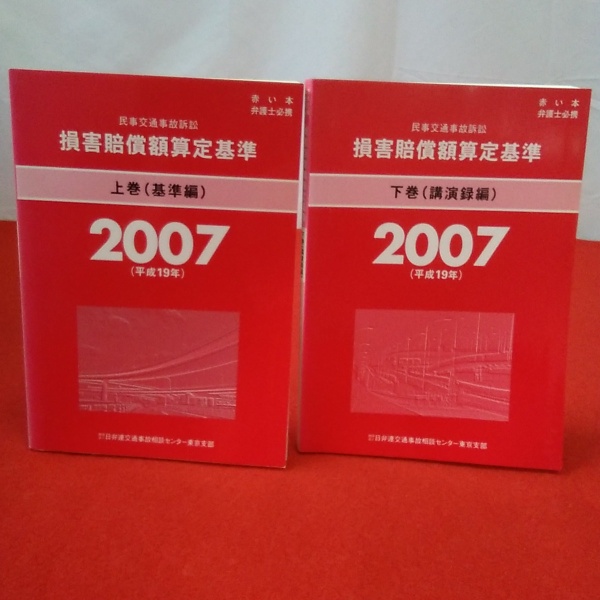 赤い本
弁護士必携
民事交通事故訴訟
損害賠償額算定基準
上巻(基準編)
2007
(平成19年)
日弁連交通事故相談センター東京支部
赤い本
弁護士必携
民事交通事故訴訟
損害賠償額算定基準
下巻(講演録編)
2007
(平成19年)
日弁連交通事故相談センター東京支部